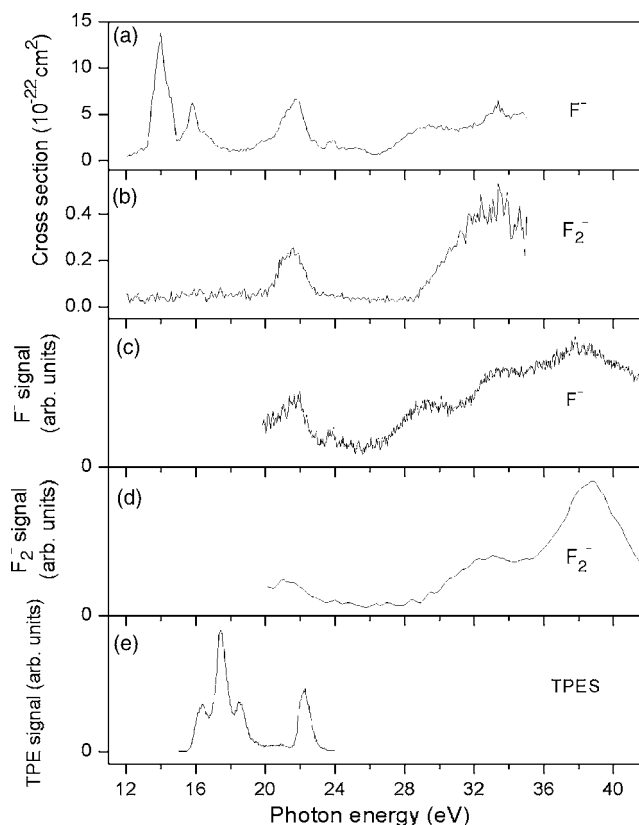 (a)
15
10
5
0
Cross section (10⁻²² cm²)
F⁻
(b)
0.4
0.2
0.0
F₂⁻
(c)
F⁻ signal
(arb. units)
0
F⁻
(d)
F₂⁻ signal
(arb. units)
0
F₂⁻
(e)
TPE signal (arb. units)
0
TPES
12 16 20 24 28 32 36 40
Photon energy (eV)